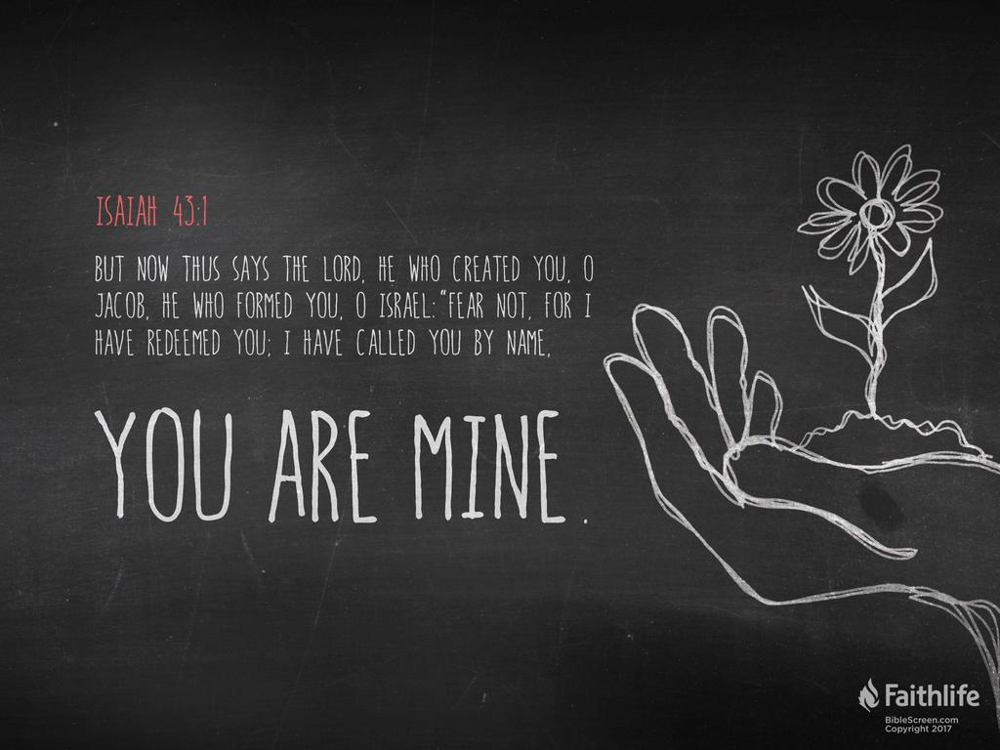 ISAIAH 43:1
BUT NOW THUS SAYS THE LORD, HE WHO CREATED YOU, O
JACOB, HE WHO FORMED YOU, O ISRAEL: "FEAR NOT, FOR I
HAVE REDEEMED YOU; I HAVE CALLED YOU BY NAME,
YOU ARE MINE.
Faithlife
BibleScreen.com
Copyright 2017